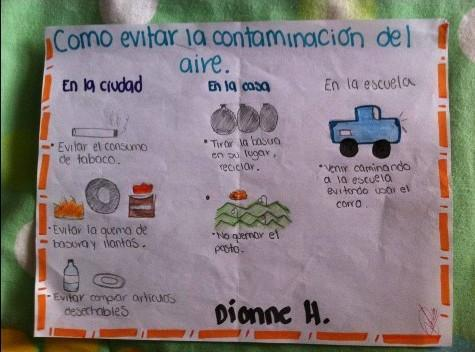 Como evitar la contaminación del
aire.
En la ciudad
• Evitar el consumo
de tabaco.
• Evitar la quema de
basura y llantas.
• Evitar comprar artículos
desechables
En la casa
• Tirar la basura
en su lugar,
reciclar.
• No quemar el
pasto.
En la escuela
• Venir caminando
a la escuela
evitando usar el
carro.
Dionne H.